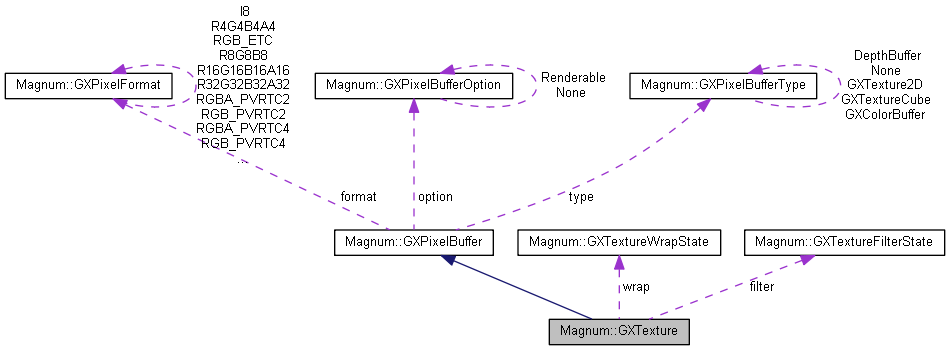 I8
R4G4B4A4
RGB_ETC
R8G8B8
R16G16B16A16
R32G32B32A32
RGBA_PVRTC2
RGB_PVRTC2
RGBA_PVRTC4
RGB_PVRTC4
...
Magnum::GXPixelFormat
Magnum::GXPixelBufferOption
Renderable
None
Magnum::GXPixelBufferType
DepthBuffer
None
GXTexture2D
GXTextureCube
GXColorBuffer
format
option
type
Magnum::GXPixelBuffer
Magnum::GXTextureWrapState
Magnum::GXTextureFilterState
wrap
filter
Magnum::GXTexture